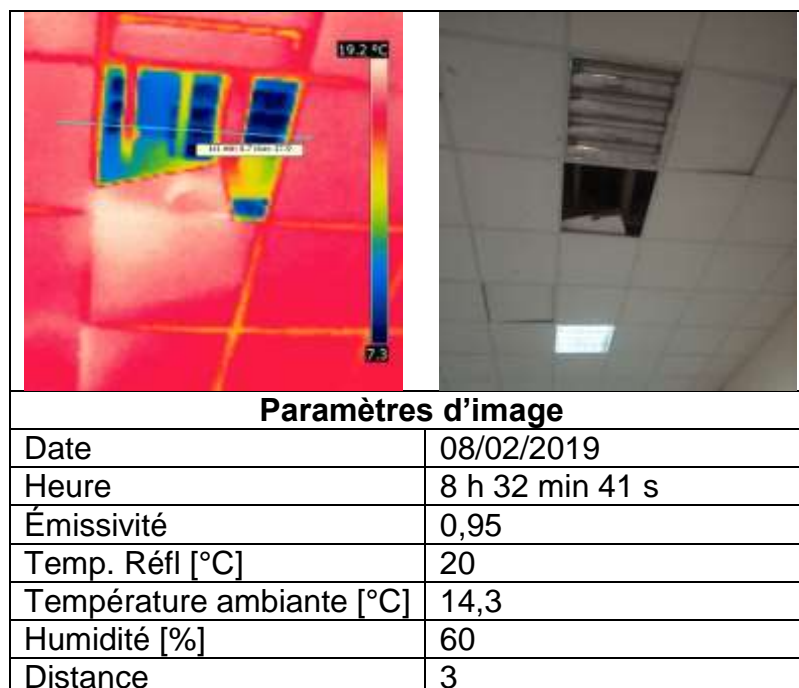 19.2 °C
7.3
Paramètres d'image
Date 08/02/2019
Heure 8 h 32 min 41 s
Émissivité 0,95
Temp. Réfl [°C] 20
Température ambiante [°C] 14,3
Humidité [%] 60
Distance 3